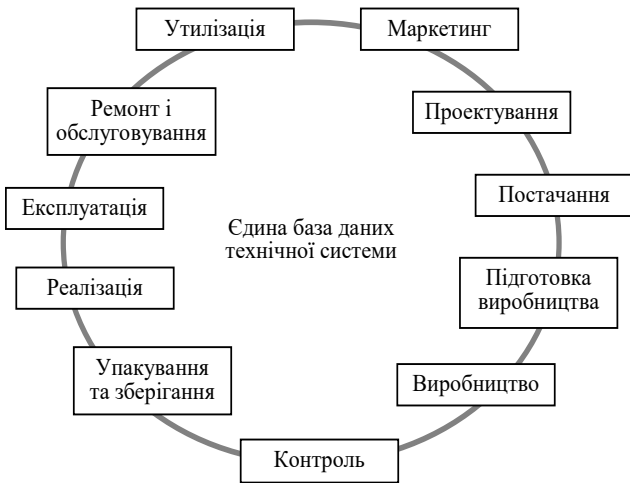 Утилізація
Маркетинг
Ремонт і
обслуговування
Проектування
Експлуатація
Постачання
Єдина база даних
технічної системи
Реалізація
Підготовка
виробництва
Упакування
та зберігання
Виробництво
Контроль